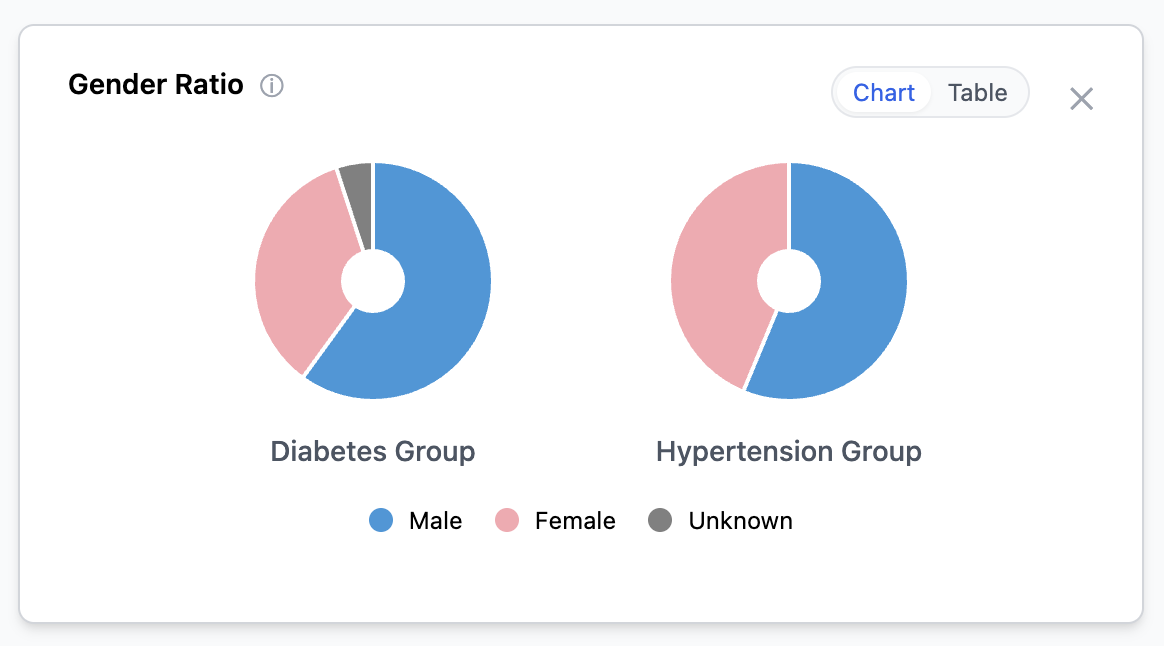 Gender Ratio
Chart Table
Diabetes Group
Hypertension Group
Male Female Unknown